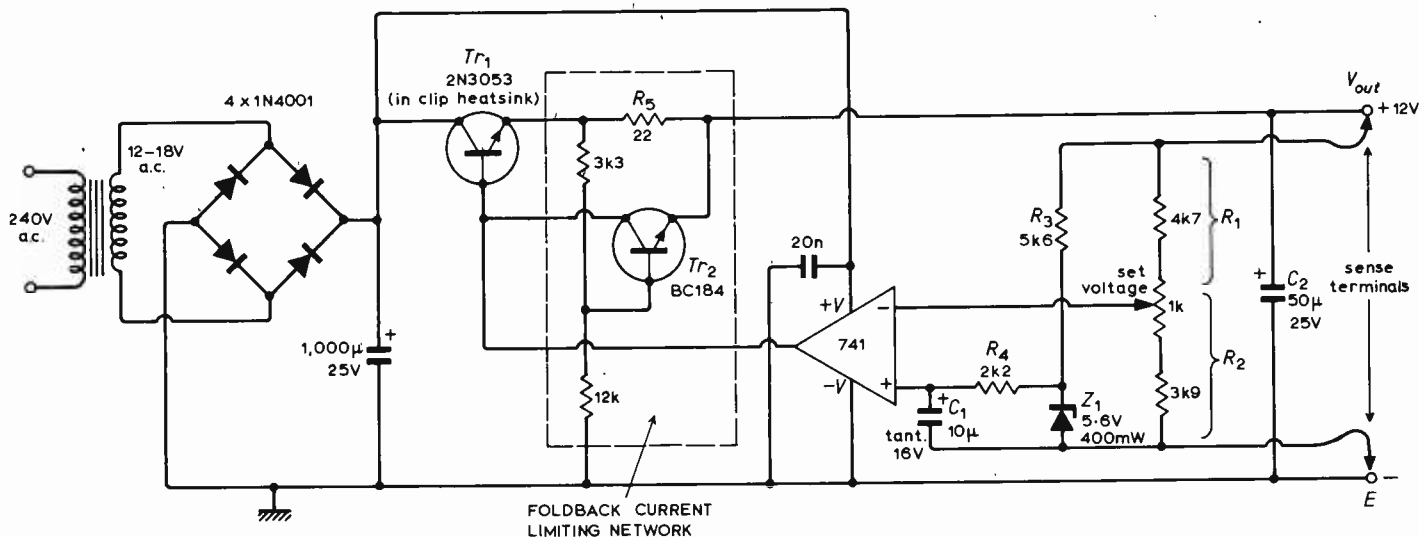 240V
a.c.
12-18V
a.c.
4 x 1N4001
1,000μ
25V
+
Tr1
2N3053
(in clip heatsink)
R5
22
3k3
Tr2
BC184
12k
FOLDBACK CURRENT
LIMITING NETWORK
20n
+V
-V
741
-
+
R4
2k2
+
C1
10μ
tant.
16V
R3
5k6
Z1
5·6V
400mW
set
voltage
4k7
1k
3k9
R1
R2
+
C2
50μ
25V
Vout
+12V
sense
terminals
E
-